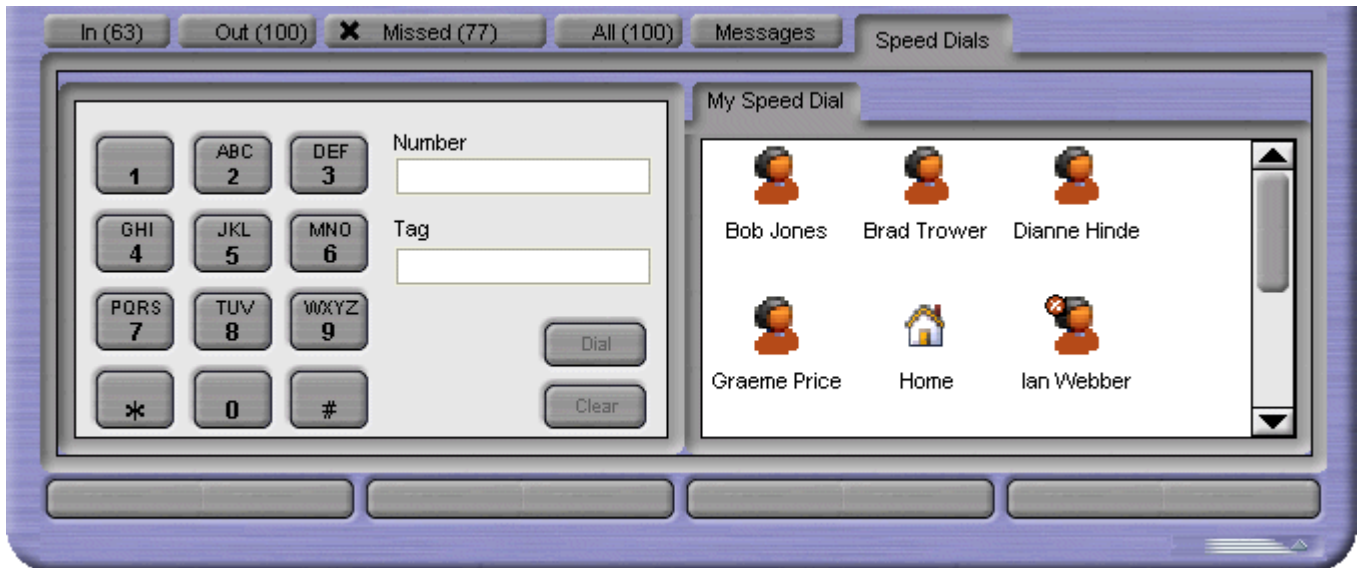 In (63) Out (100) Missed (77) All (100) Messages Speed Dials
My Speed Dial
Number
ABC DEF
1 2 3
Tag
GHI JKL MNO
4 5 6
PQRS TUV WXYZ
7 8 9
Dial
* 0 #
Clear
Bob Jones Brad Trower Dianne Hinde
Graeme Price Home Ian Webber